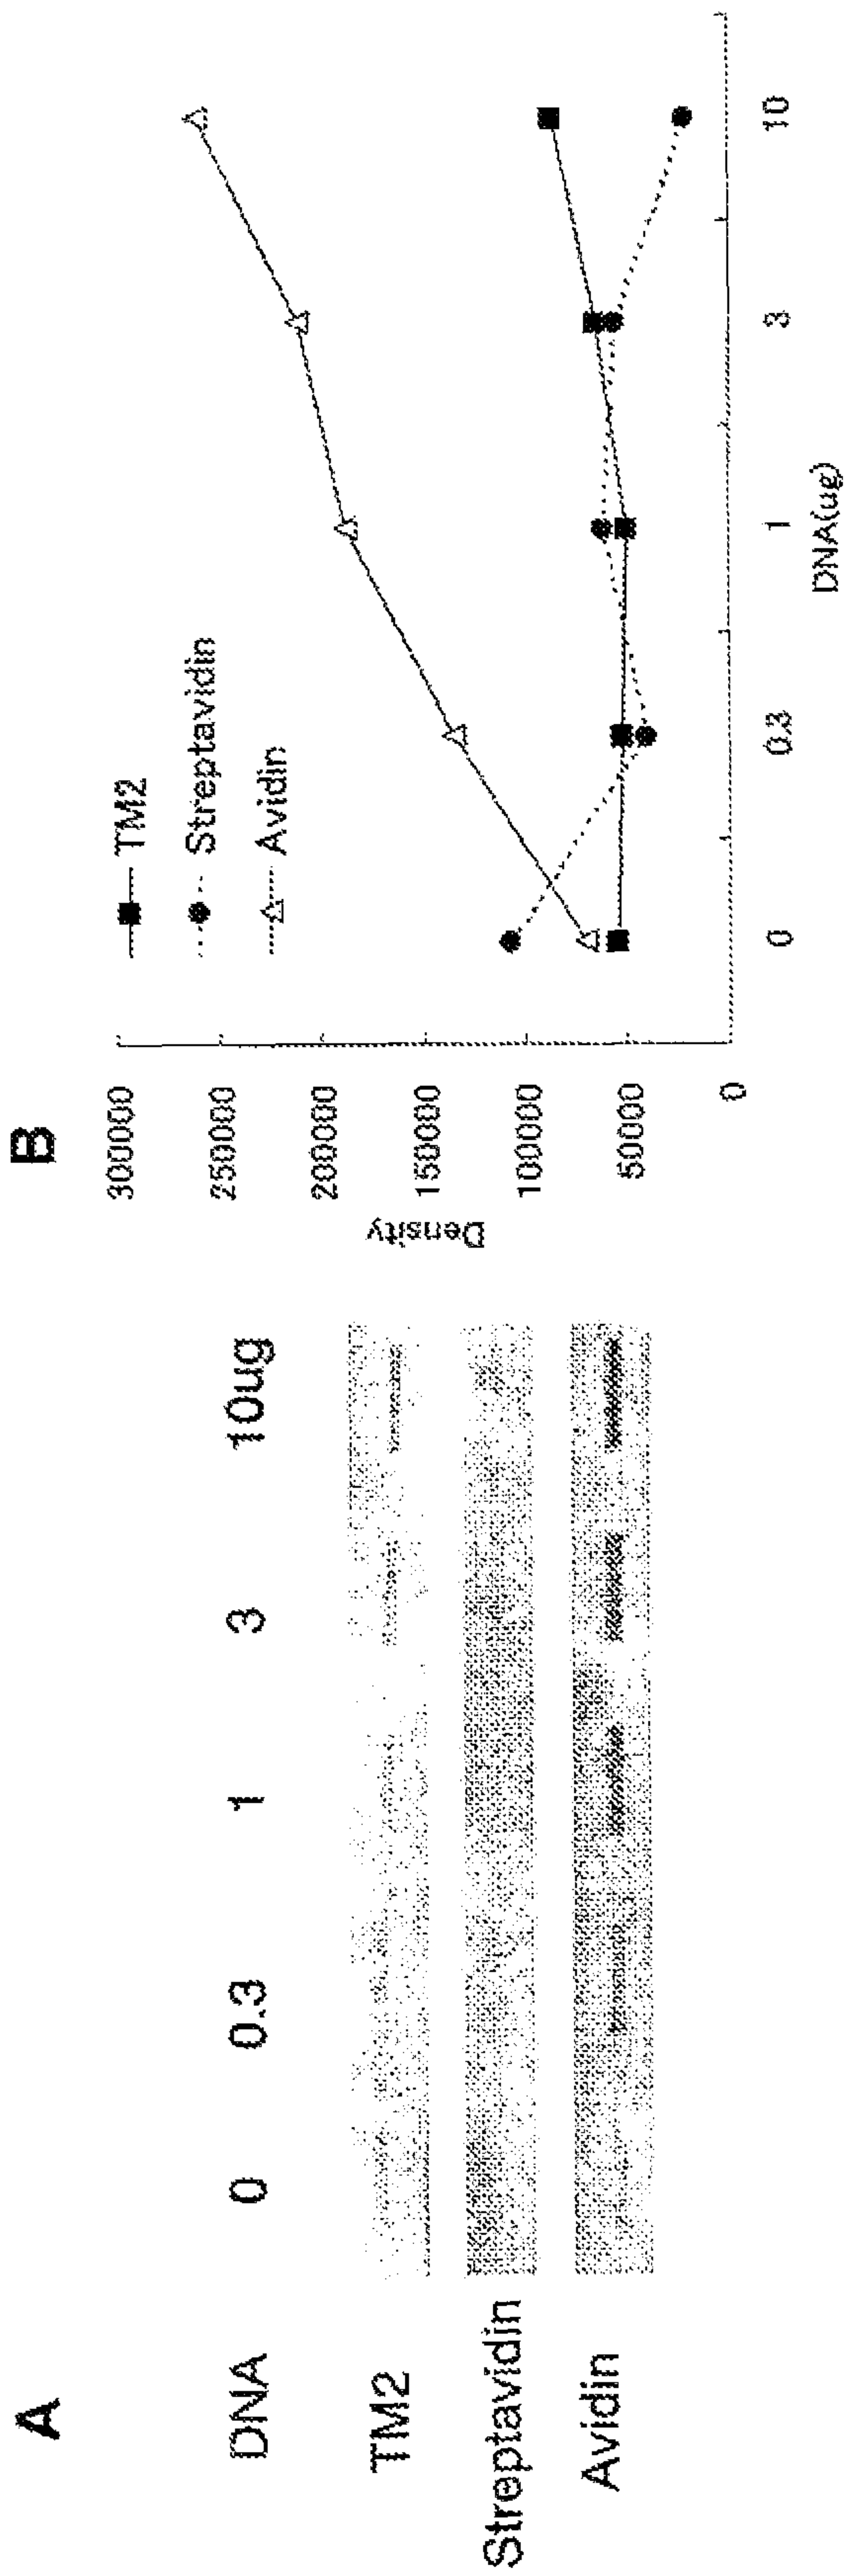 A
DNA 0 0.3 1 3 10ug
TM2
Streptavidin
Avidin
B
300000
250000
200000
150000
100000
50000
0
Density
TM2
Streptavidin
Avidin
0 0.3 1 3 10
DNA(ug)